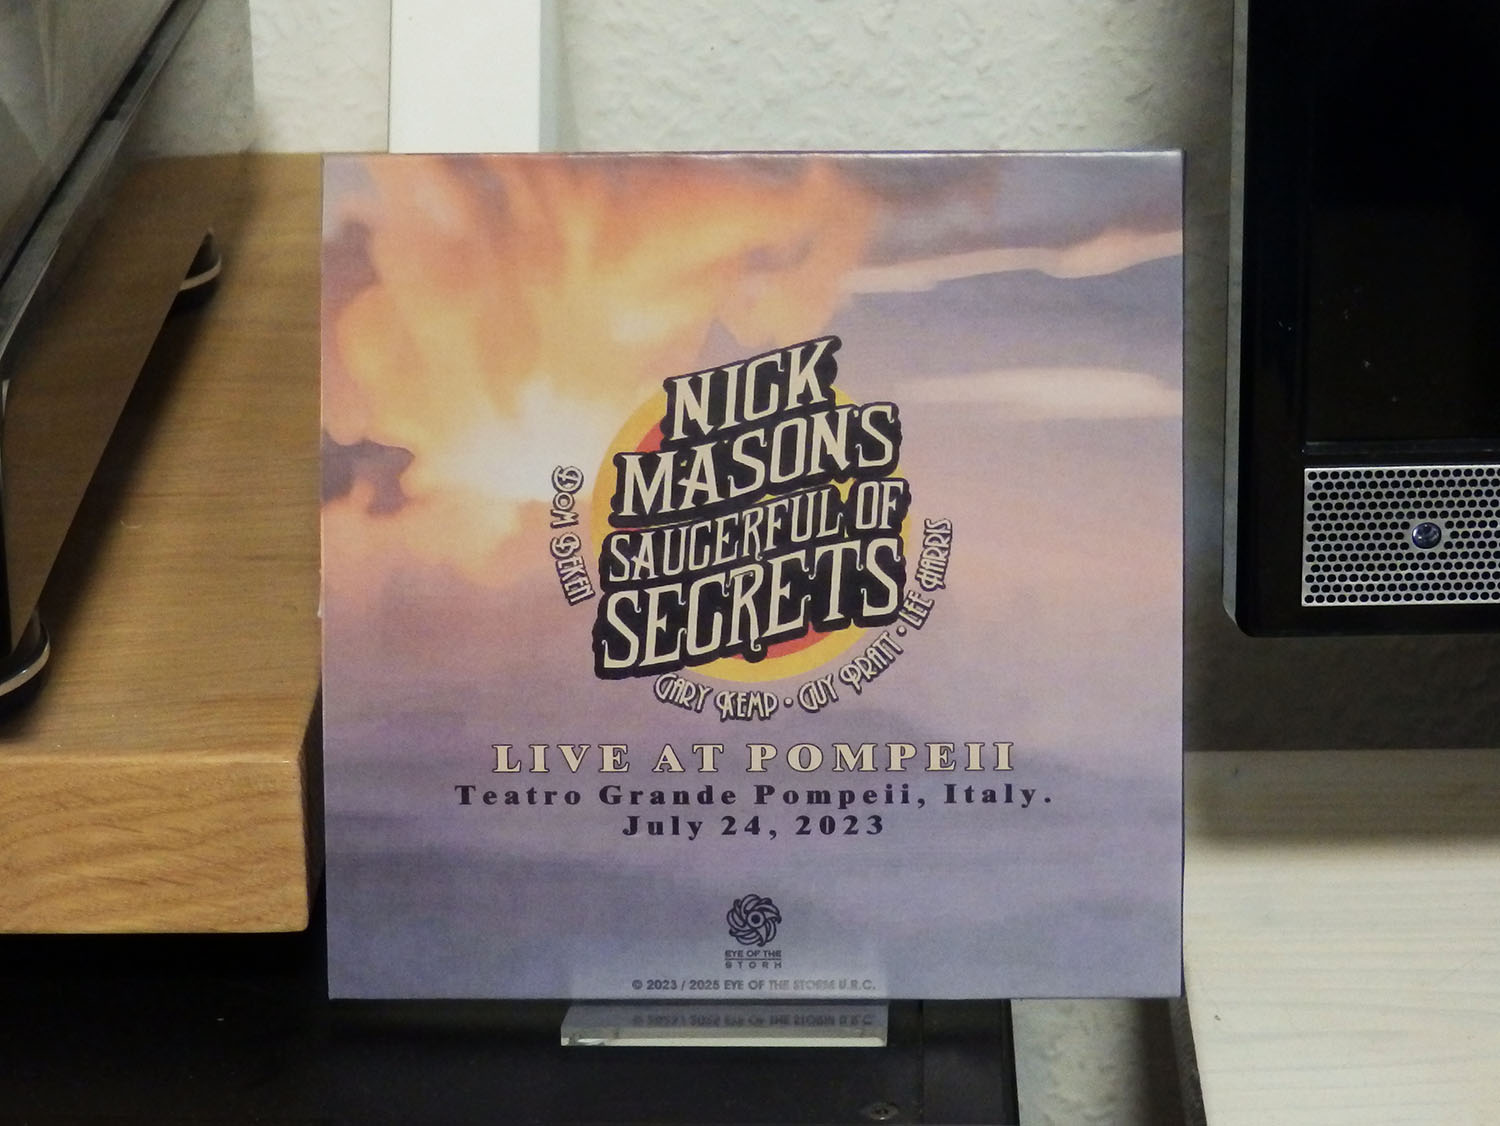 NICK
MASON'S
SAUCERFUL OF
SECRETS
DOM BEKEN
GARY KEMP • GUY PRATT • LEE HARRIS
LIVE AT POMPEII
Teatro Grande Pompeii, Italy.
July 24, 2023
EYE OF THE
STORM
© 2023 / 2025 EYE OF THE STORM U.R.C.